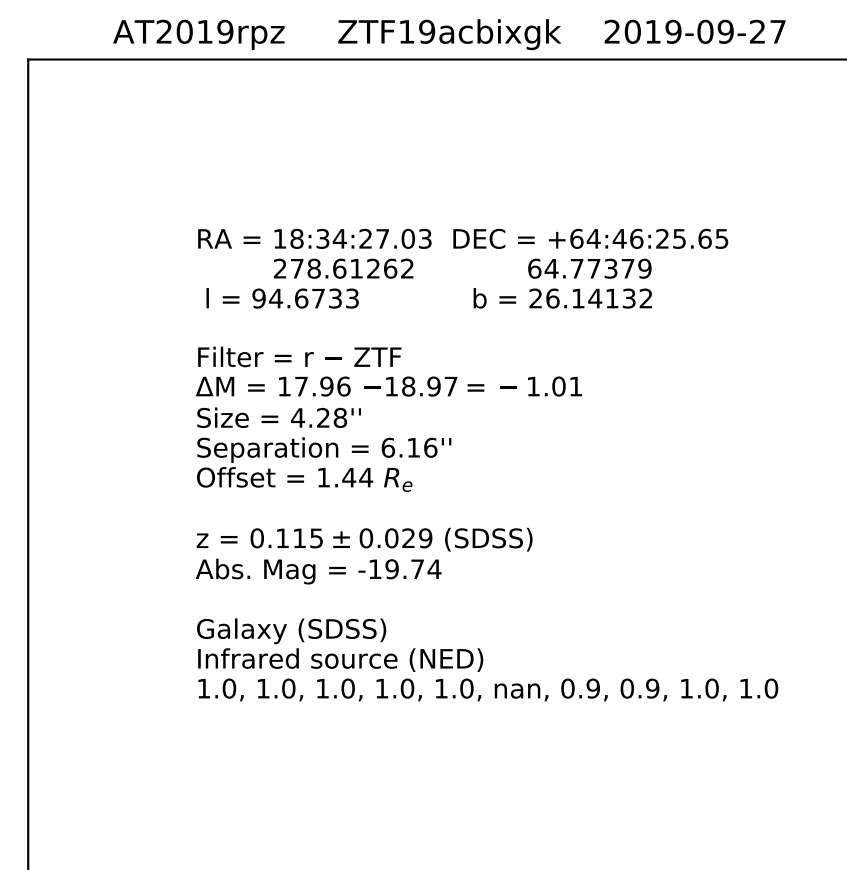 AT2019rpz ZTF19acbixgk 2019-09-27
RA = 18:34:27.03 DEC = +64:46:25.65
278.61262 64.77379
l = 94.6733 b = 26.14132
Filter = r − ZTF
ΔM = 17.96 −18.97 = − 1.01
Size = 4.28''
Separation = 6.16''
Offset = 1.44 Rₑ
z = 0.115 ± 0.029 (SDSS)
Abs. Mag = -19.74
Galaxy (SDSS)
Infrared source (NED)
1.0, 1.0, 1.0, 1.0, 1.0, nan, 0.9, 0.9, 1.0, 1.0